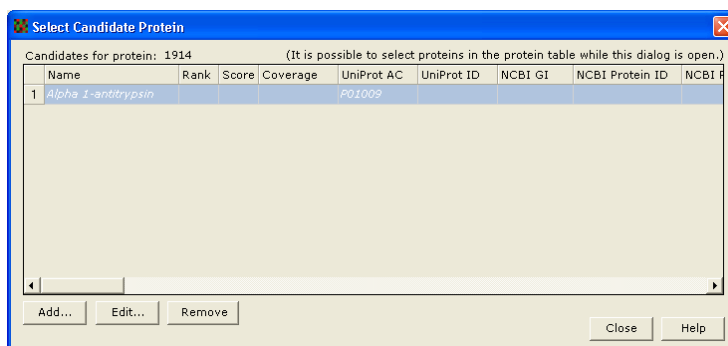 Select Candidate Protein
Candidates for protein: 1914 (It is possible to select proteins in the protein table while this dialog is open.)
Name Rank Score Coverage UniProt AC UniProt ID NCBI GI NCBI Protein ID NCBI
1 Alpha 1-antitrypsin P01009
Add... Edit... Remove
Close Help